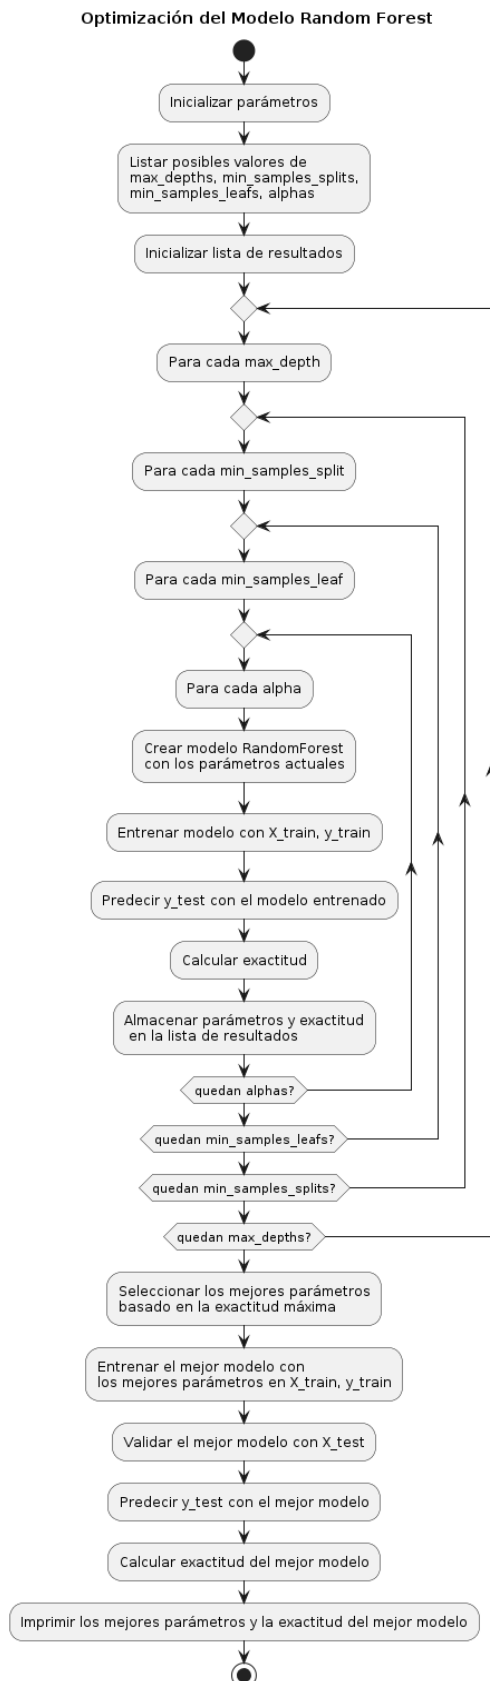 Optimización del Modelo Random Forest
Inicializar parámetros
Listar posibles valores de
max_depths, min_samples_splits,
min_samples_leafs, alphas
Inicializar lista de resultados
Para cada max_depth
Para cada min_samples_split
Para cada min_samples_leaf
Para cada alpha
Crear modelo RandomForest
con los parámetros actuales
Entrenar modelo con X_train, y_train
Predecir y_test con el modelo entrenado
Calcular exactitud
Almacenar parámetros y exactitud
en la lista de resultados
quedan alphas?
quedan min_samples_leafs?
quedan min_samples_splits?
quedan max_depths?
Seleccionar los mejores parámetros
basado en la exactitud máxima
Entrenar el mejor modelo con
los mejores parámetros en X_train, y_train
Validar el mejor modelo con X_test
Predecir y_test con el mejor modelo
Calcular exactitud del mejor modelo
Imprimir los mejores parámetros y la exactitud del mejor modelo